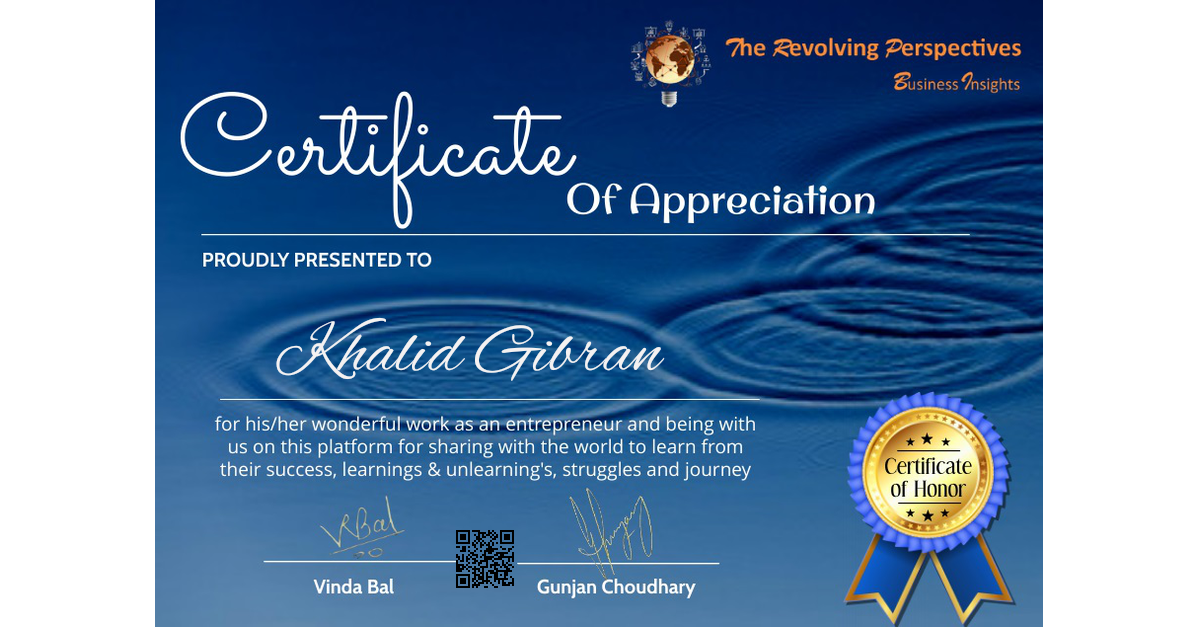 The Revolving Perspectives
Business Insights
Certificate
Of Appreciation
PROUDLY PRESENTED TO
Khalid Gibran
for his/her wonderful work as an entrepreneur and being with
us on this platform for sharing with the world to learn from
their success, learnings & unlearning's, struggles and journey
Certificate
of Honor
VRBal
Vinda Bal
Gunjan Choudhary